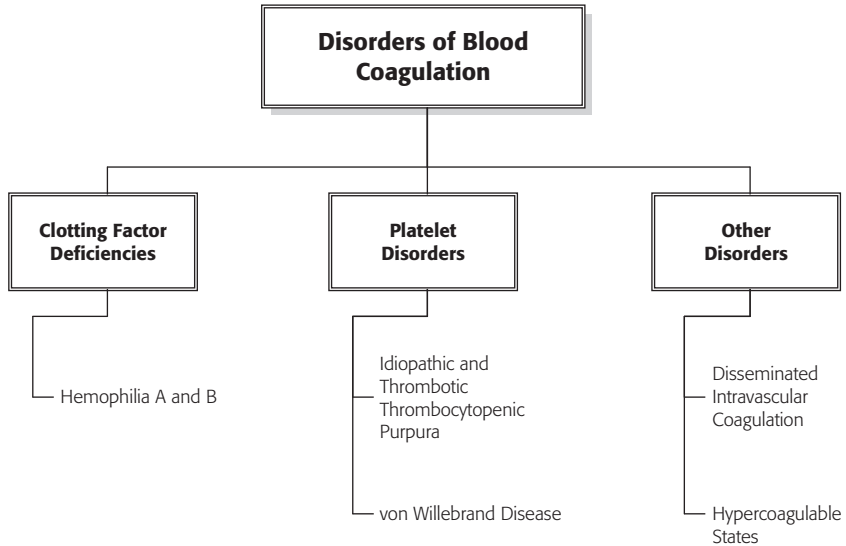 Disorders of Blood
Coagulation
Clotting Factor
Deficiencies
Platelet
Disorders
Other
Disorders
Hemophilia A and B
Idiopathic and
Thrombotic
Thrombocytopenic
Purpura
von Willebrand Disease
Disseminated
Intravascular
Coagulation
Hypercoagulable
States